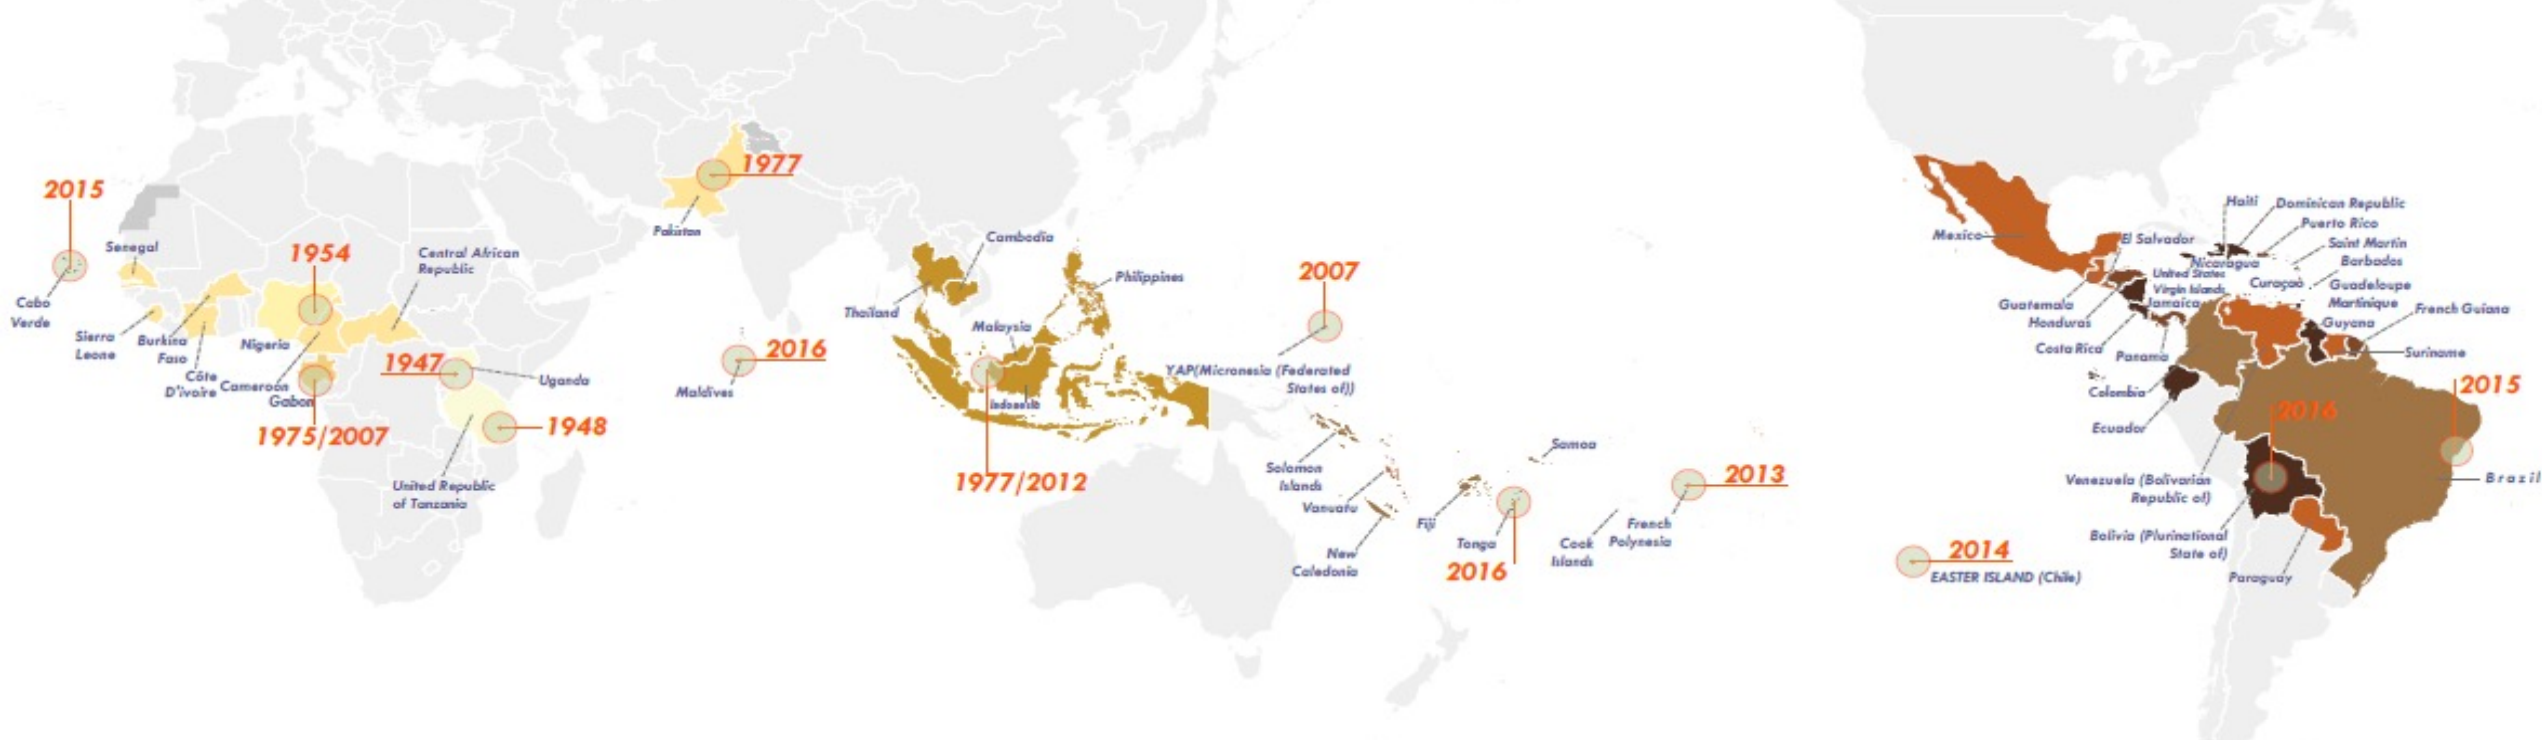 2015
Cabo
Verde
Senegal
Sierra
Leone
Burkina
Faso
Côte
D'ivoire
1954
Nigeria
Cameroon
Gabon
1975/2007
Central African
Republic
1947
Uganda
1948
United Republic
of Tanzania
1977
Pakistan
2016
Maldives
Cambodia
Philippines
Thailand
Malaysia
Indonesia
1977/2012
2007
YAP(Micronesia (Federated
States of))
Solomon
Islands
Vanuatu
New
Caledonia
Fiji
Samoa
Tonga
2016
Cook
Islands
French
Polynesia
2013
2014
EASTER ISLAND (Chile)
Mexico
Guatemala
Honduras
Costa Rica
Panama
Colombia
Ecuador
Venezuela (Bolivarian
Republic of)
Bolivia (Plurinational
State of)
Paraguay
El Salvador
Nicaragua
United States
Virgin Islands
Jamaica
Haiti
Dominican Republic
Puerto Rico
Saint Martin
Barbados
Curaçao
Guadeloupe
Martinique
Guyana
French Guiana
Suriname
2016
2015
Brazil